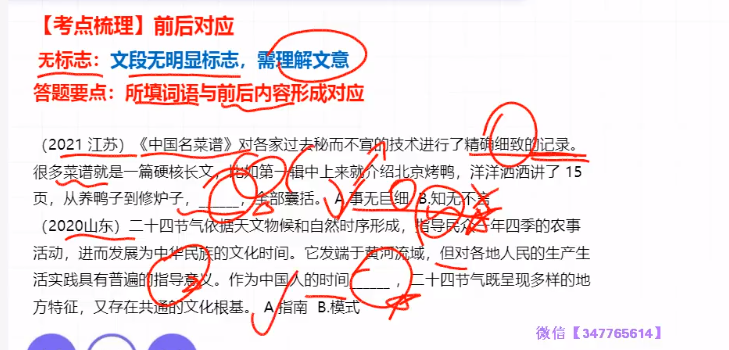 【考点梳理】前后对应
无标志：文段无明显标志，需理解文意
答题要点：所填词语与前后内容形成对应
（2021 江苏）《中国名菜谱》对各家过去秘而不宣的技术进行了精确细致的记录。
很多菜谱就是一篇硬核长文，比如第一辑中上来就介绍北京烤鸭，洋洋洒洒讲了 15
页，从养鸭子到修炉子，______，全部囊括。 A.事无巨细 B.知无不言
（2020山东）二十四节气依据天文物候和自然时序形成，指导民众一年四季的农事
活动，进而发展为中华民族的文化时间。它发端于黄河流域，但对各地人民的生产生
活实践具有普遍的指导意义。作为中国人的时间______，二十四节气既呈现多样的地
方特征，又存在共通的文化根基。 A.指南 B.模式
微信【347765614】